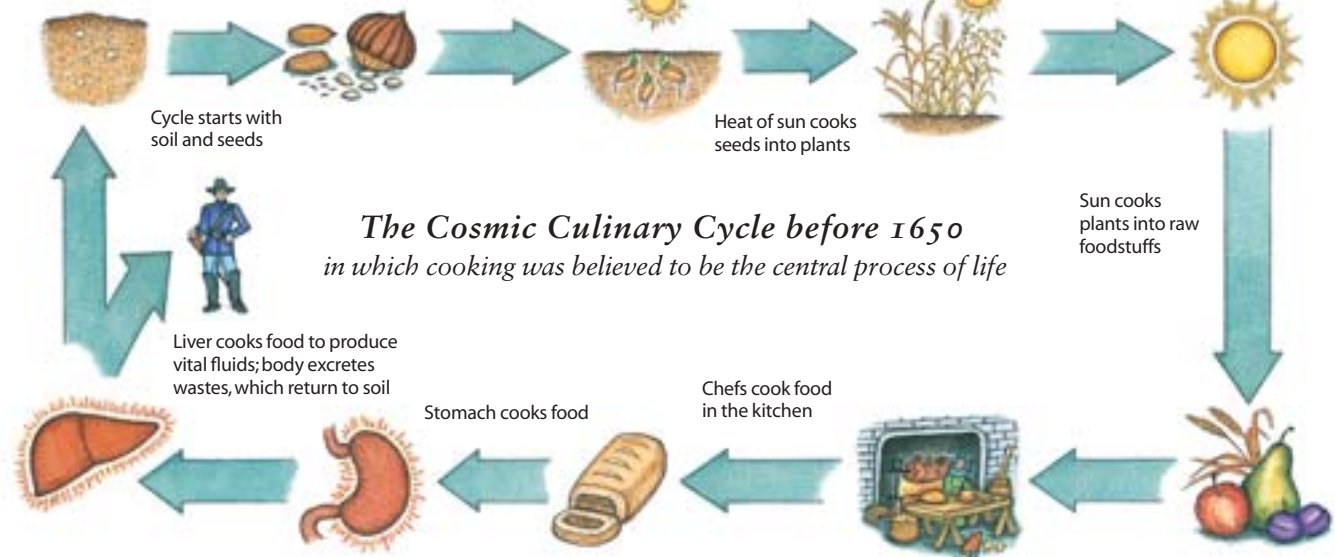 Cycle starts with
soil and seeds
Heat of sun cooks
seeds into plants
Sun cooks
plants into raw
foodstuffs
The Cosmic Culinary Cycle before 1650
in which cooking was believed to be the central process of life
Liver cooks food to produce
vital fluids; body excretes
wastes, which return to soil
Stomach cooks food
Chefs cook food
in the kitchen